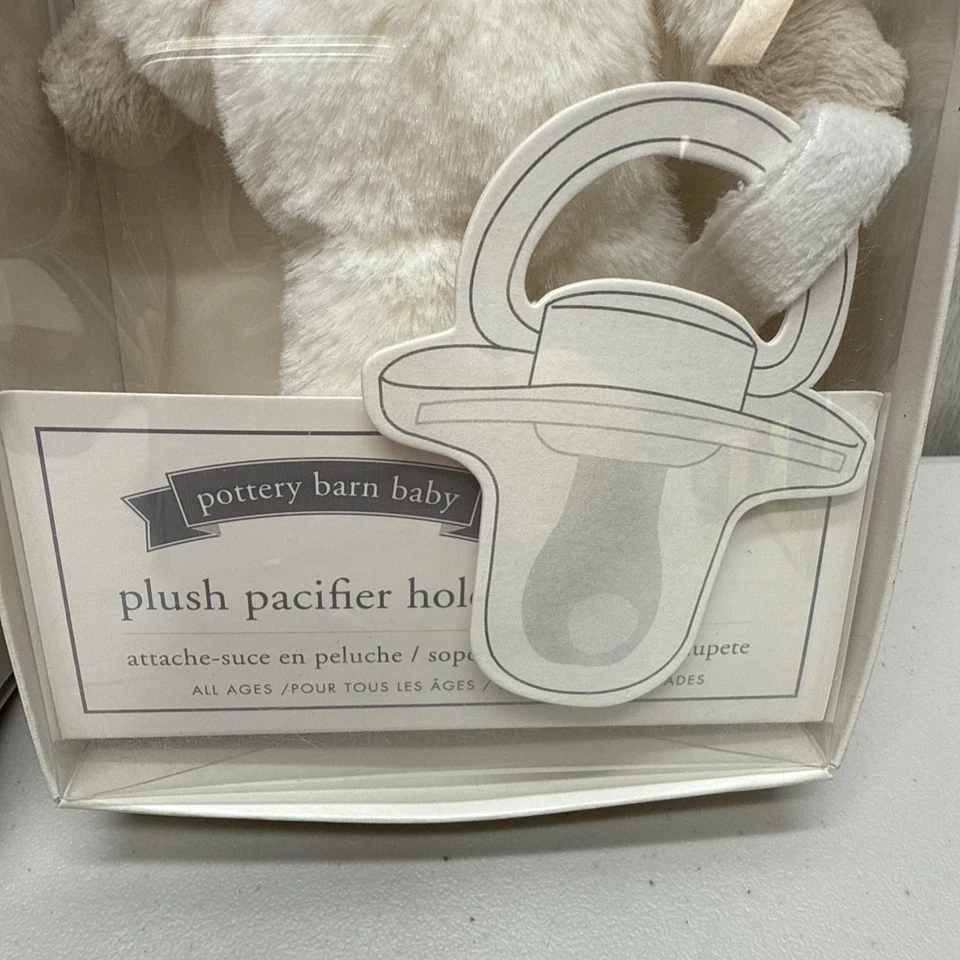 pottery barn baby
plush pacifier hol
attache-suce en peluche / sop
upete
ALL AGES /POUR TOUS LES ÂGES /
ADES